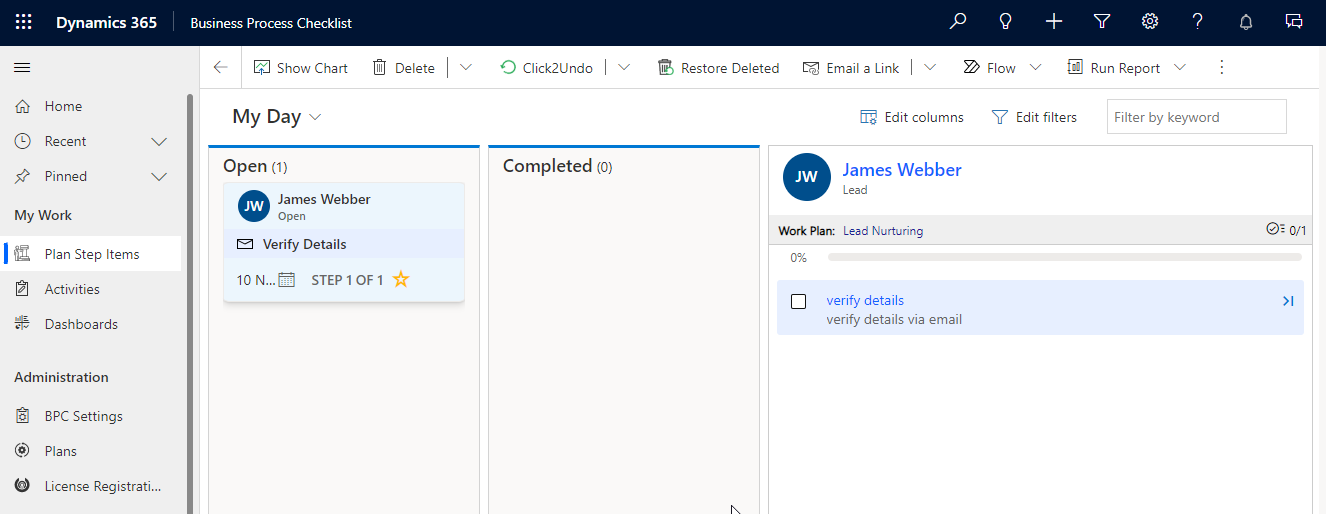 Dynamics 365 Business Process Checklist
Show Chart Delete Click2Undo Restore Deleted Email a Link Flow Run Report
Home
Recent
Pinned
My Work
Plan Step Items
Activities
Dashboards
Administration
BPC Settings
Plans
License Registrati...
My Day Edit columns Edit filters Filter by keyword
Open (1)
JW James Webber
Open
Verify Details
10 N... STEP 1 OF 1
Completed (0)
JW James Webber
Lead
Work Plan: Lead Nurturing 0/1
0%
verify details
verify details via email